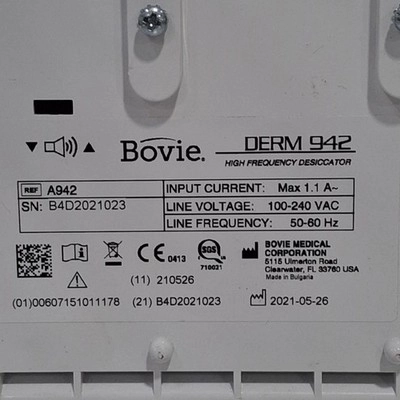 Bovie. DERM 942
HIGH FREQUENCY DESICCATOR
REF A942
SN: B4D2021023
INPUT CURRENT: Max 1.1 A~
LINE VOLTAGE: 100-240 VAC
LINE FREQUENCY: 50-60 Hz
CE 0413
SGS
710021
BOVIE MEDICAL
CORPORATION
5115 Ulmerton Road
Clearwater, FL 33760 USA
Made in Bulgaria
(11) 210526
(01)00607151011178 (21) B4D2021023
2021-05-26